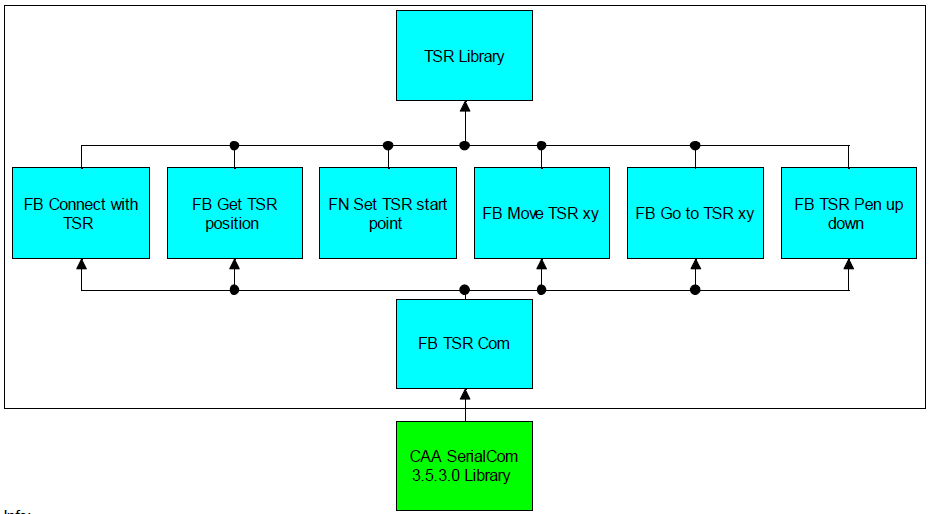 TSR Library
FB Connect with
TSR
FB Get TSR
position
FN Set TSR start
point
FB Move TSR xy
FB Go to TSR xy
FB TSR Pen up
down
FB TSR Com
CAA SerialCom
3.5.3.0 Library